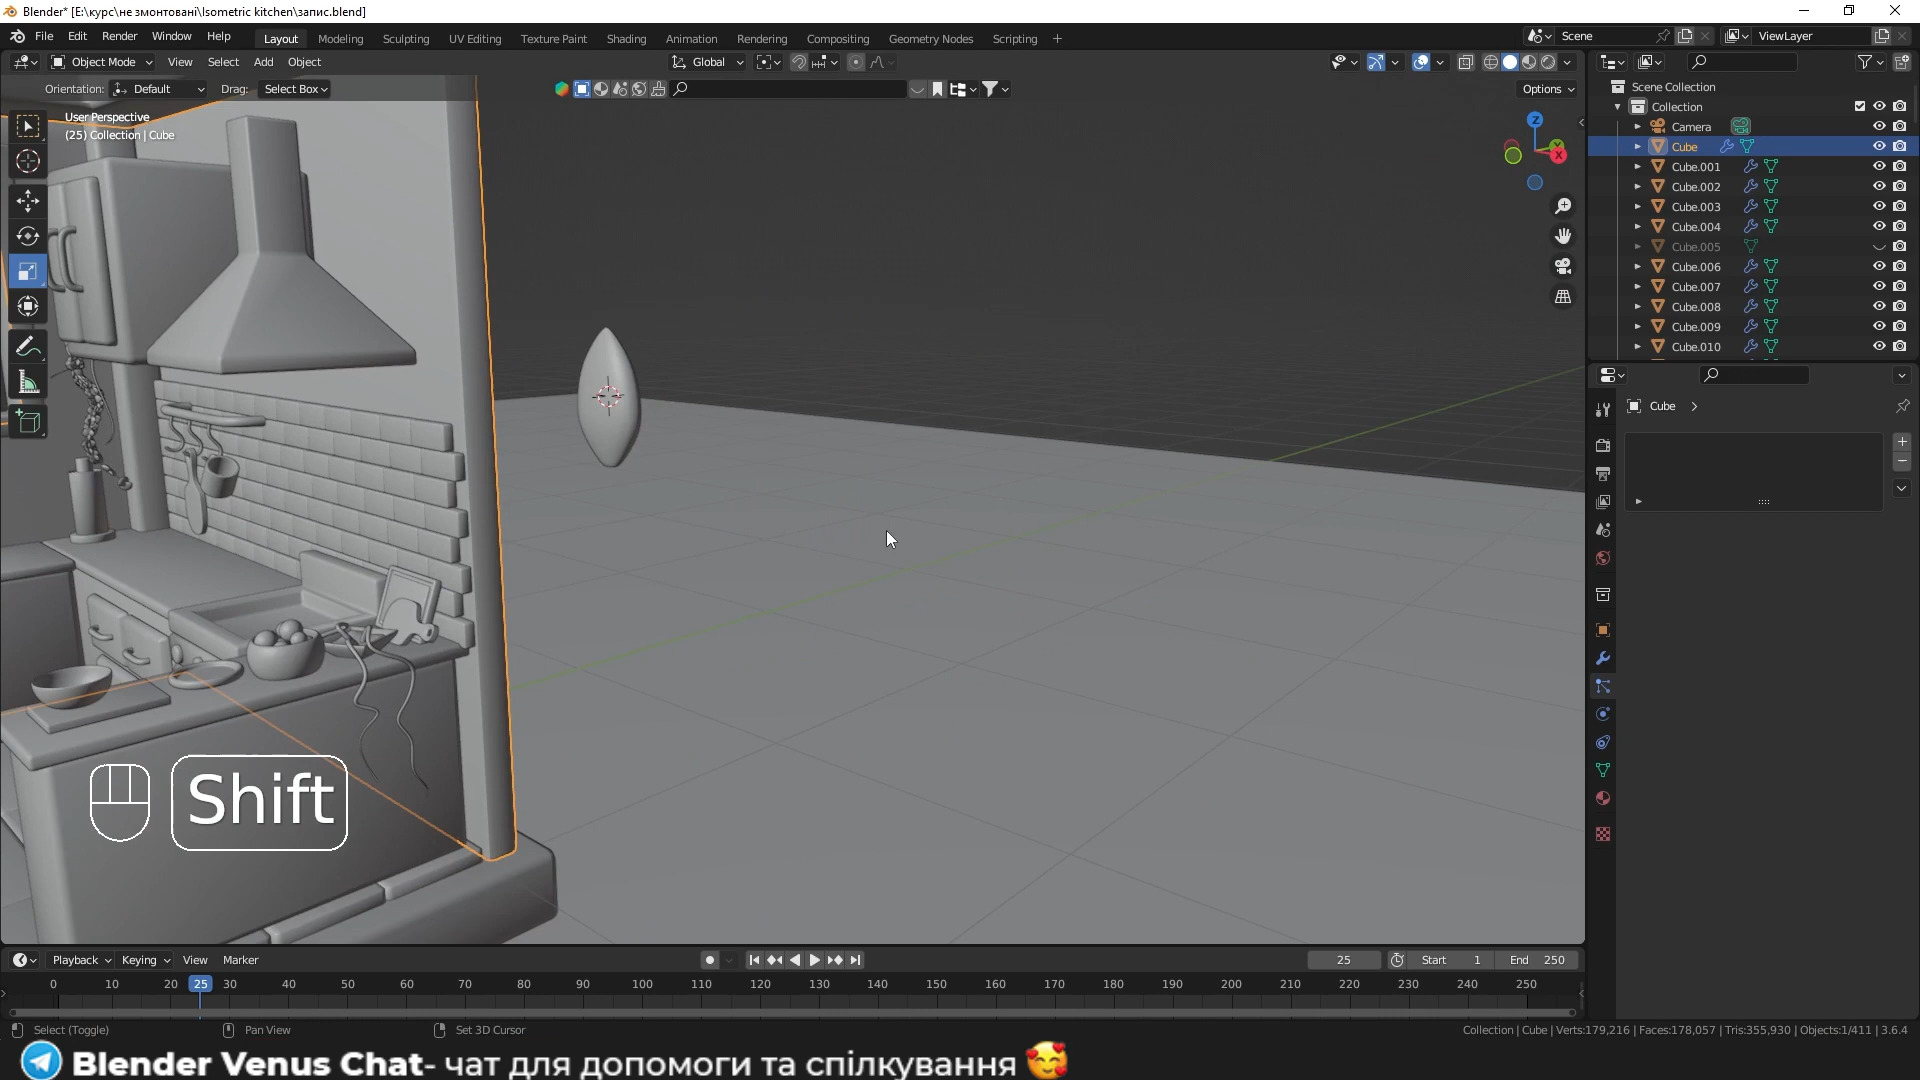 Blender* [E:\курс\не змонтовані\Isometric kitchen\запис.blend]
File Edit Render Window Help
Layout Modeling Sculpting UV Editing Texture Paint Shading Animation Rendering Compositing Geometry Nodes Scripting +
Scene ViewLayer
Object Mode View Select Add Object
Global
Orientation: Default Drag: Select Box
Options
User Perspective
(25) Collection | Cube
Z
Y
X
Scene Collection
Collection
Camera
Cube
Cube.001
Cube.002
Cube.003
Cube.004
Cube.005
Cube.006
Cube.007
Cube.008
Cube.009
Cube.010
Cube
Shift
Playback Keying View Marker
25 Start 1 End 250
0 10 20 25 30 40 50 60 70 80 90 100 110 120 130 140 150 160 170 180 190 200 210 220 230 240 250
Select (Toggle) Pan View Set 3D Cursor
Collection | Cube | Verts:179,216 | Faces:178,057 | Tris:355,930 | Objects:1/411 | 3.6.4
Blender Venus Chat- чат для допомоги та спілкування 🥰